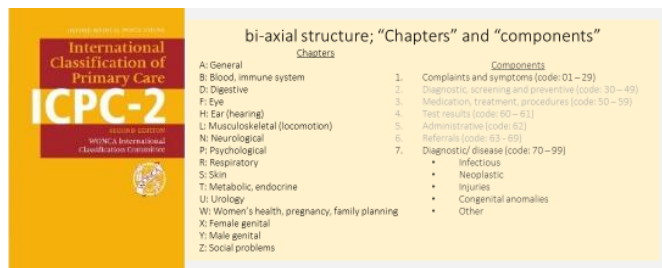 OXFORD MEDICAL PUBLICATIONS
International
Classification of
Primary Care
ICPC-2
SECOND EDITION
WONCA International
Classification Committee
bi-axial structure; “Chapters” and “components”
Chapters
A: General
B: Blood, immune system
D: Digestive
F: Eye
H: Ear (hearing)
L: Musculoskeletal (locomotion)
N: Neurological
P: Psychological
R: Respiratory
S: Skin
T: Metabolic, endocrine
U: Urology
W: Women’s health, pregnancy, family planning
X: Female genital
Y: Male genital
Z: Social problems
Components
1. Complaints and symptoms (code: 01 – 29)
2. Diagnostic, screening and preventive (code: 30 – 49)
3. Medication, treatment, procedures (code: 50 – 59)
4. Test results (code: 60 – 61)
5. Administrative (code: 62)
6. Referrals (code: 63 - 69)
7. Diagnostic/ disease (code: 70 – 99)
• Infectious
• Neoplastic
• Injuries
• Congenital anomalies
• Other